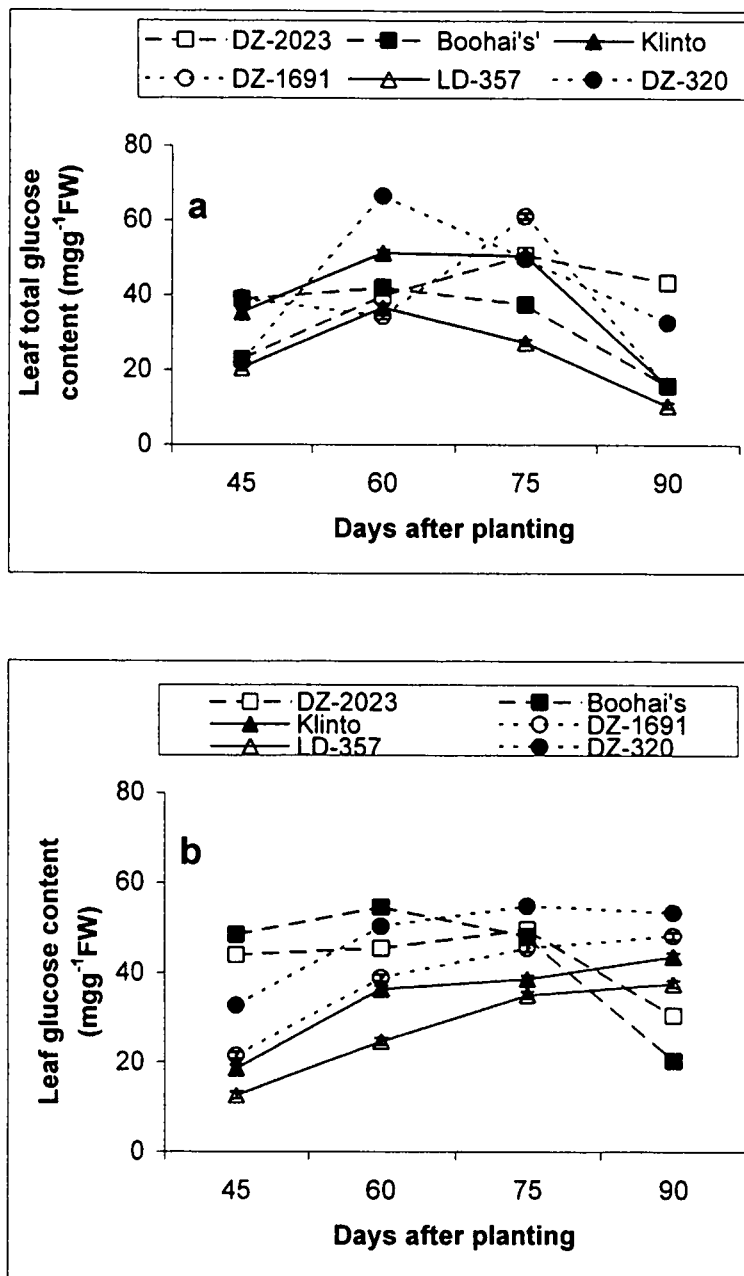 DZ-2023 Boohai's' Klinto
DZ-1691 LD-357 DZ-320
80
60
40
20
0
a
Leaf total glucose
content (mgg⁻¹FW)
45 60 75 90
Days after planting
DZ-2023 Boohai's
Klinto DZ-1691
LD-357 DZ-320
80
60
40
20
0
b
Leaf glucose content
(mgg⁻¹FW)
45 60 75 90
Days after planting